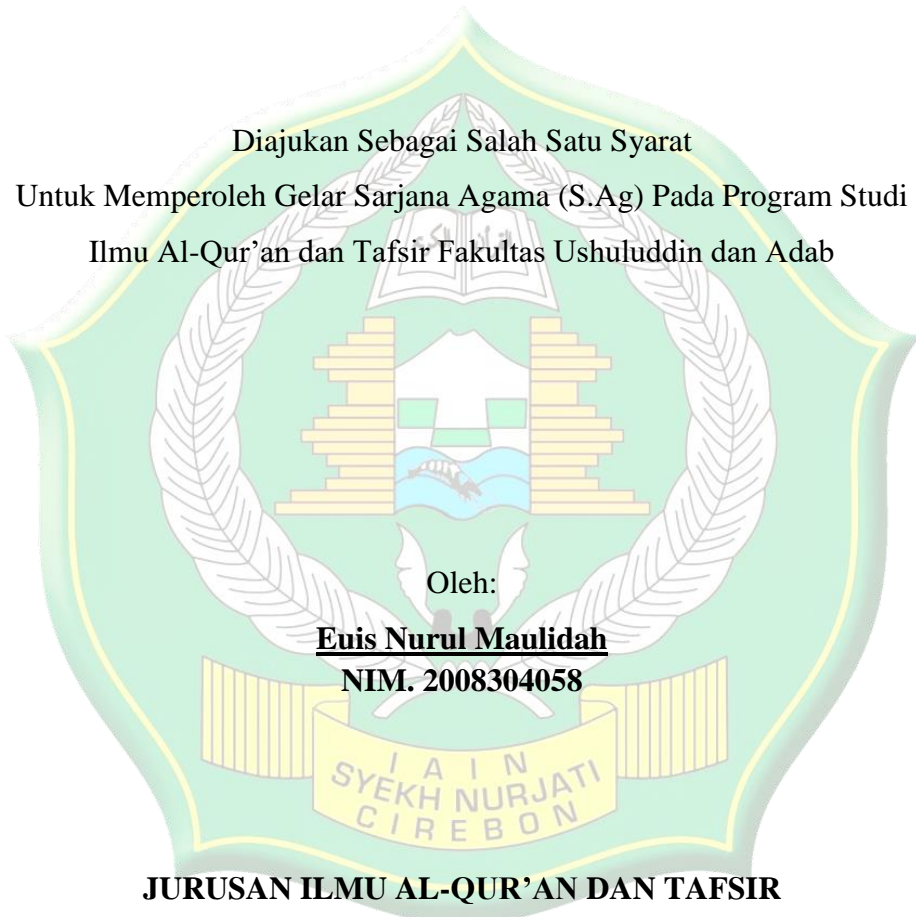 Diajukan Sebagai Salah Satu Syarat
Untuk Memperoleh Gelar Sarjana Agama (S.Ag) Pada Program Studi
Ilmu Al-Qur’an dan Tafsir Fakultas Ushuluddin dan Adab
Oleh:
Euis Nurul Maulidah
NIM. 2008304058
IAIN
SYEKH NURJATI
CIREBON
JURUSAN ILMU AL-QUR’AN DAN TAFSIR